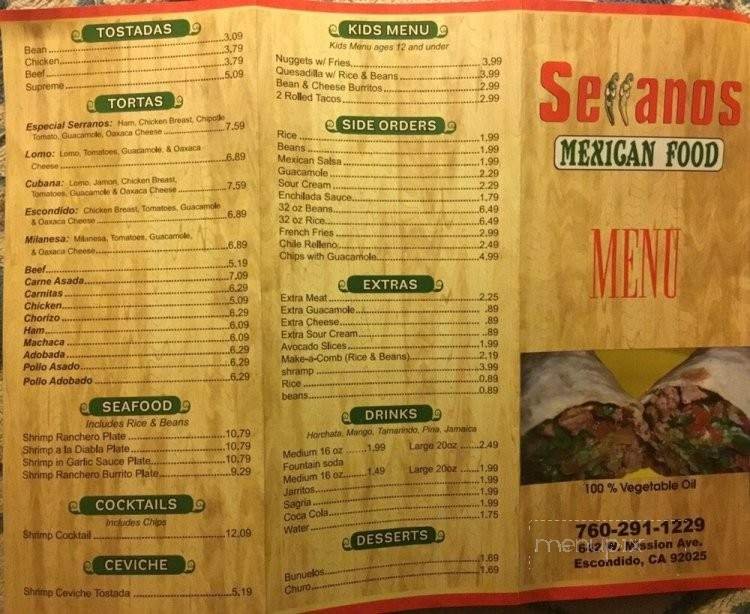 TOSTADAS
Bean 3,09
Chicken 3,79
Beef 3,79
Supreme 5,09
TORTAS
Especial Serranos: Ham, Chicken Breast, Chipotle
Tomato, Guacamole, Oaxaca Cheese 7.59
Lomo: Lomo, Tomatoes, Guacamole, & Oaxaca
Cheese 6.89
Cubana: Lomo, Jamon, Chicken Breast,
Tomatoes, Guacamole & Oaxaca Cheese 7.59
Escondido: Chicken Breast, Tomatoes, Guacamole
& Oaxaca Cheese 6.89
Milanesa: Milanesa, Tomatoes, Guacamole,
& Oaxaca Cheese 6.89
Beef 5.19
Carne Asada 7.09
Carnitas 6.29
Chicken 5.09
Chorizo 6.29
Ham 6.09
Machaca 6.09
Adobada 6.29
Pollo Asado 6.29
Pollo Adobado 6.29
SEAFOOD
Includes Rice & Beans
Shrimp Ranchero Plate 10,79
Shrimp a la Diabla Plate 10,79
Shrimp in Garlic Sauce Plate 10,79
Shrimp Ranchero Burrito Plate 9.29
COCKTAILS
Includes Chips
Shrimp Cocktail 12,09
CEVICHE
Shrimp Ceviche Tostada 5,19
KIDS MENU
Kids Menu ages 12 and under
Nuggets w/ Fries 3,99
Quesadilla w/ Rice & Beans 3,99
Bean & Cheese Burritos 2.99
2 Rolled Tacos 2.99
SIDE ORDERS
Rice 1,99
Beans 1.99
Mexican Salsa 1,99
Guacamole 2.29
Sour Cream 2.29
Enchilada Sauce 1,79
32 oz Beans 6,49
32 oz Rice 6,49
French Fries 2,99
Chile Relleno 2,49
Chips with Guacamole 4,99
EXTRAS
Extra Meat 2.25
Extra Guacamole .89
Extra Cheese .89
Extra Sour Cream .89
Avocado Slices 1,99
Make-a-Comb (Rice & Beans) 2,19
shramp 3.99
Rice 0.89
beans 0.89
DRINKS
Horchata, Mango, Tamarindo, Pina, Jamaica
Medium 16 oz 1,99 Large 20oz 2.49
Fountain soda
Medium 16 oz 1,49 Large 20oz 1,99
Jarritos 1.99
Sagria 1.99
Coca Cola 1.99
Water 1.75
DESSERTS
Bunuelos 1.69
Churo 1.69
Serranos
MEXICAN FOOD
MENU
100 % Vegetable Oil
760-291-1229
menupix
N. Mission Ave.
Escondido, CA 92025